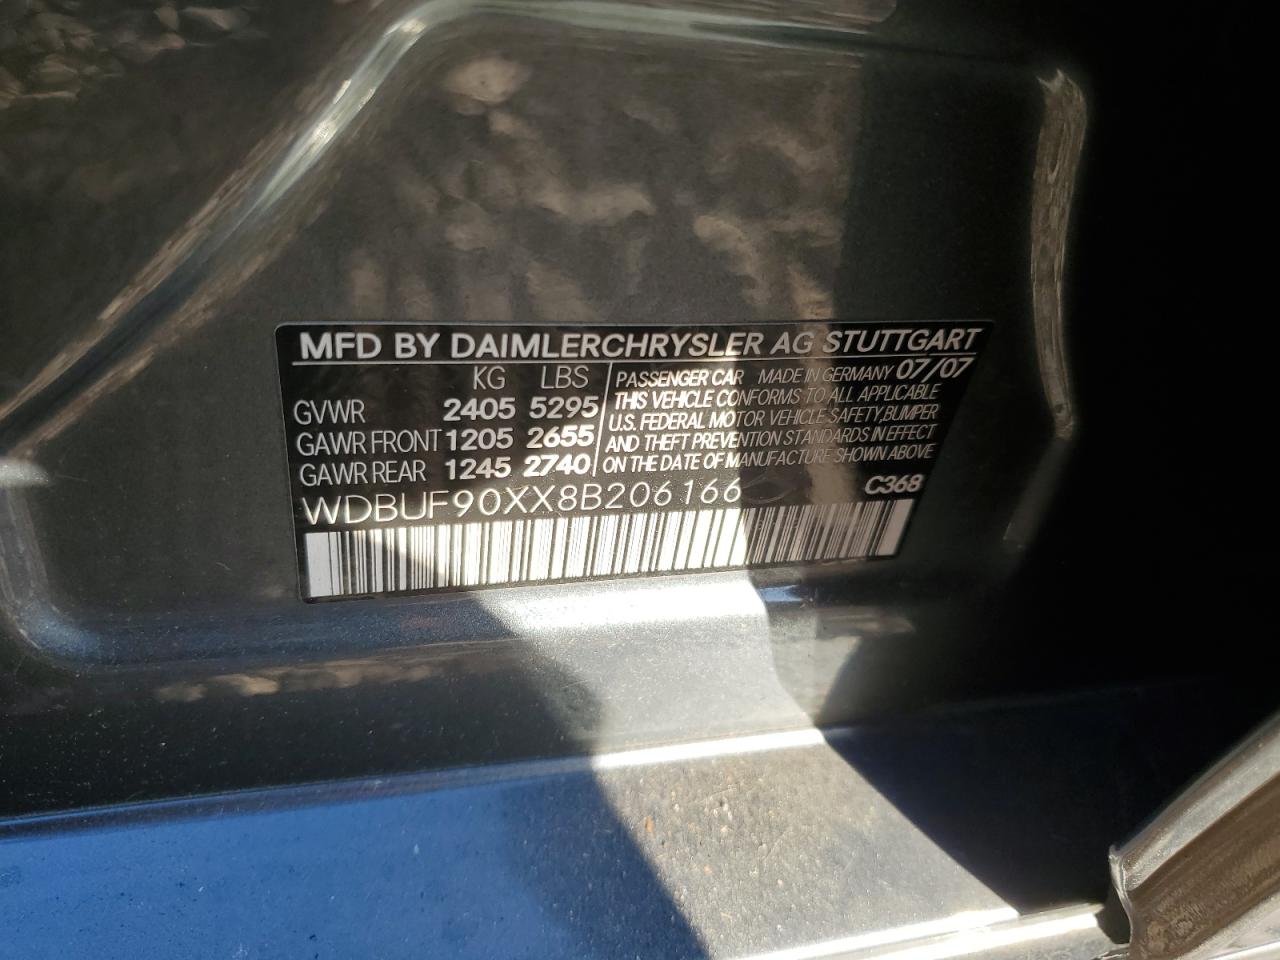 MFD BY DAIMLERCHRYSLER AG STUTTGART
KG LBS
GVWR 2405 5295
GAWR FRONT 1205 2655
GAWR REAR 1245 2740
PASSENGER CAR MADE IN GERMANY 07/07
THIS VEHICLE CONFORMS TO ALL APPLICABLE
U.S. FEDERAL MOTOR VEHICLE SAFETY,BUMPER
AND THEFT PREVENTION STANDARDS IN EFFECT
ON THE DATE OF MANUFACTURE SHOWN ABOVE
WDBUF90XX8B206166 C368